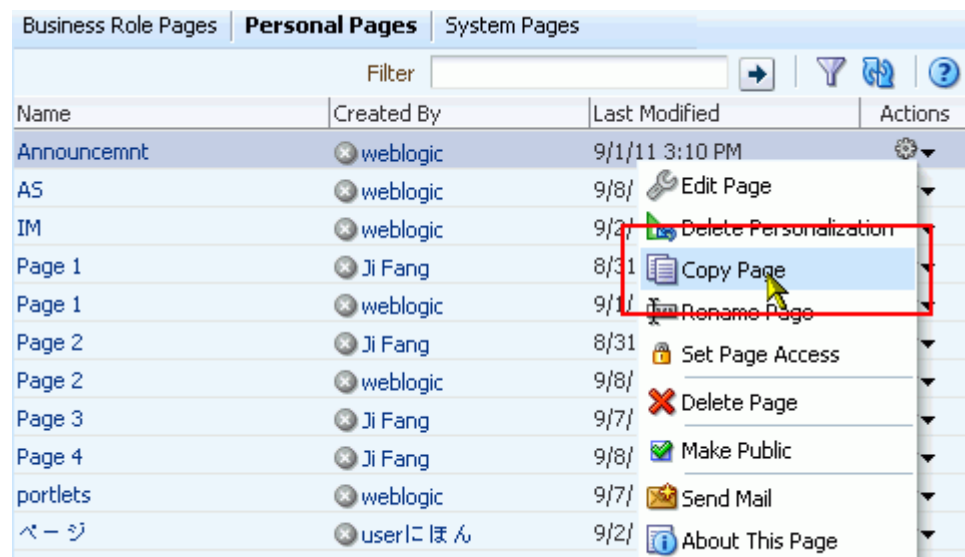 Business Role Pages Personal Pages System Pages
Filter
Name Created By Last Modified Actions
Announcemnt weblogic 9/1/11 3:10 PM
AS weblogic 9/8/
IM weblogic 9/2/
Page 1 Ji Fang 8/31
Page 1 weblogic 9/1/
Page 2 Ji Fang 8/31
Page 2 weblogic 9/8/
Page 3 Ji Fang 9/7/
Page 4 Ji Fang 9/8/
portlets weblogic 9/7/
ページ userにほん 9/2/
Edit Page
Delete Personalization
Copy Page
Rename Page
Set Page Access
Delete Page
Make Public
Send Mail
About This Page